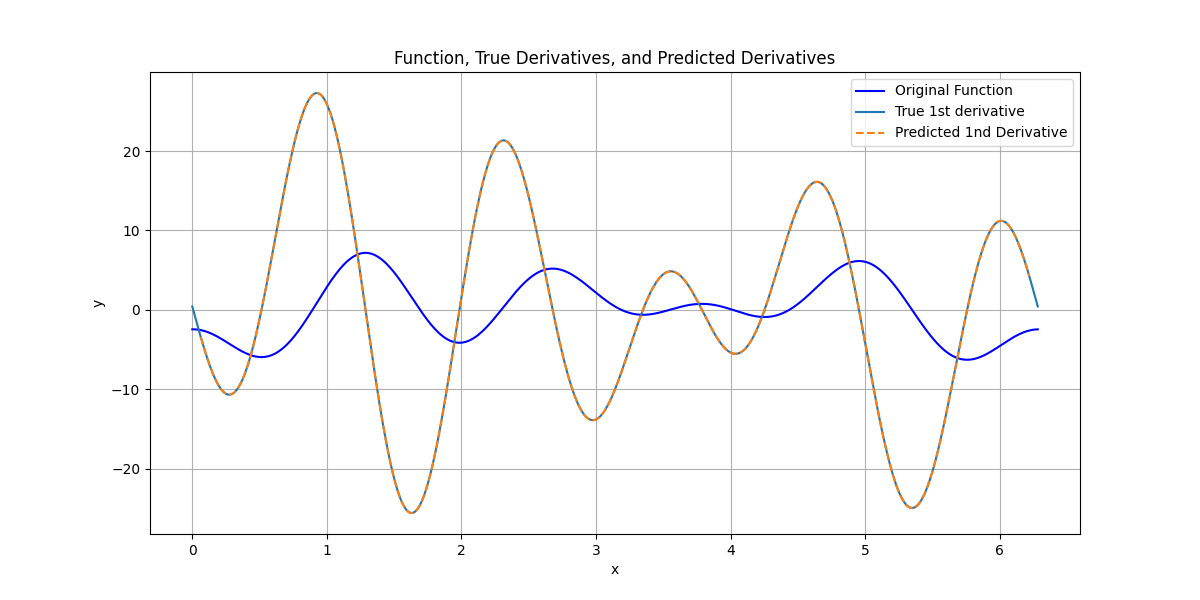 Function, True Derivatives, and Predicted Derivatives
Original Function
True 1st derivative
Predicted 1nd Derivative
y
20
10
0
−10
−20
0 1 2 3 4 5 6
x